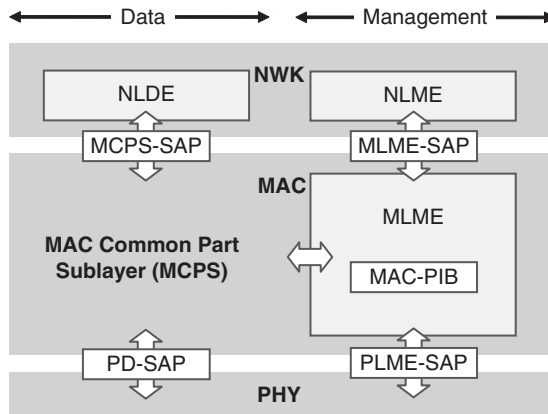 Data
Management
NWK
NLDE
NLME
MCPS-SAP
MLME-SAP
MAC
MLME
MAC Common Part
Sublayer (MCPS)
MAC-PIB
PD-SAP
PLME-SAP
PHY